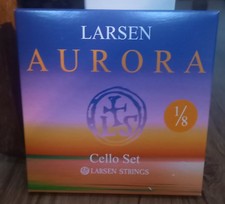 LARSEN
AURORA
1/8
Cello Set
LARSEN STRINGS